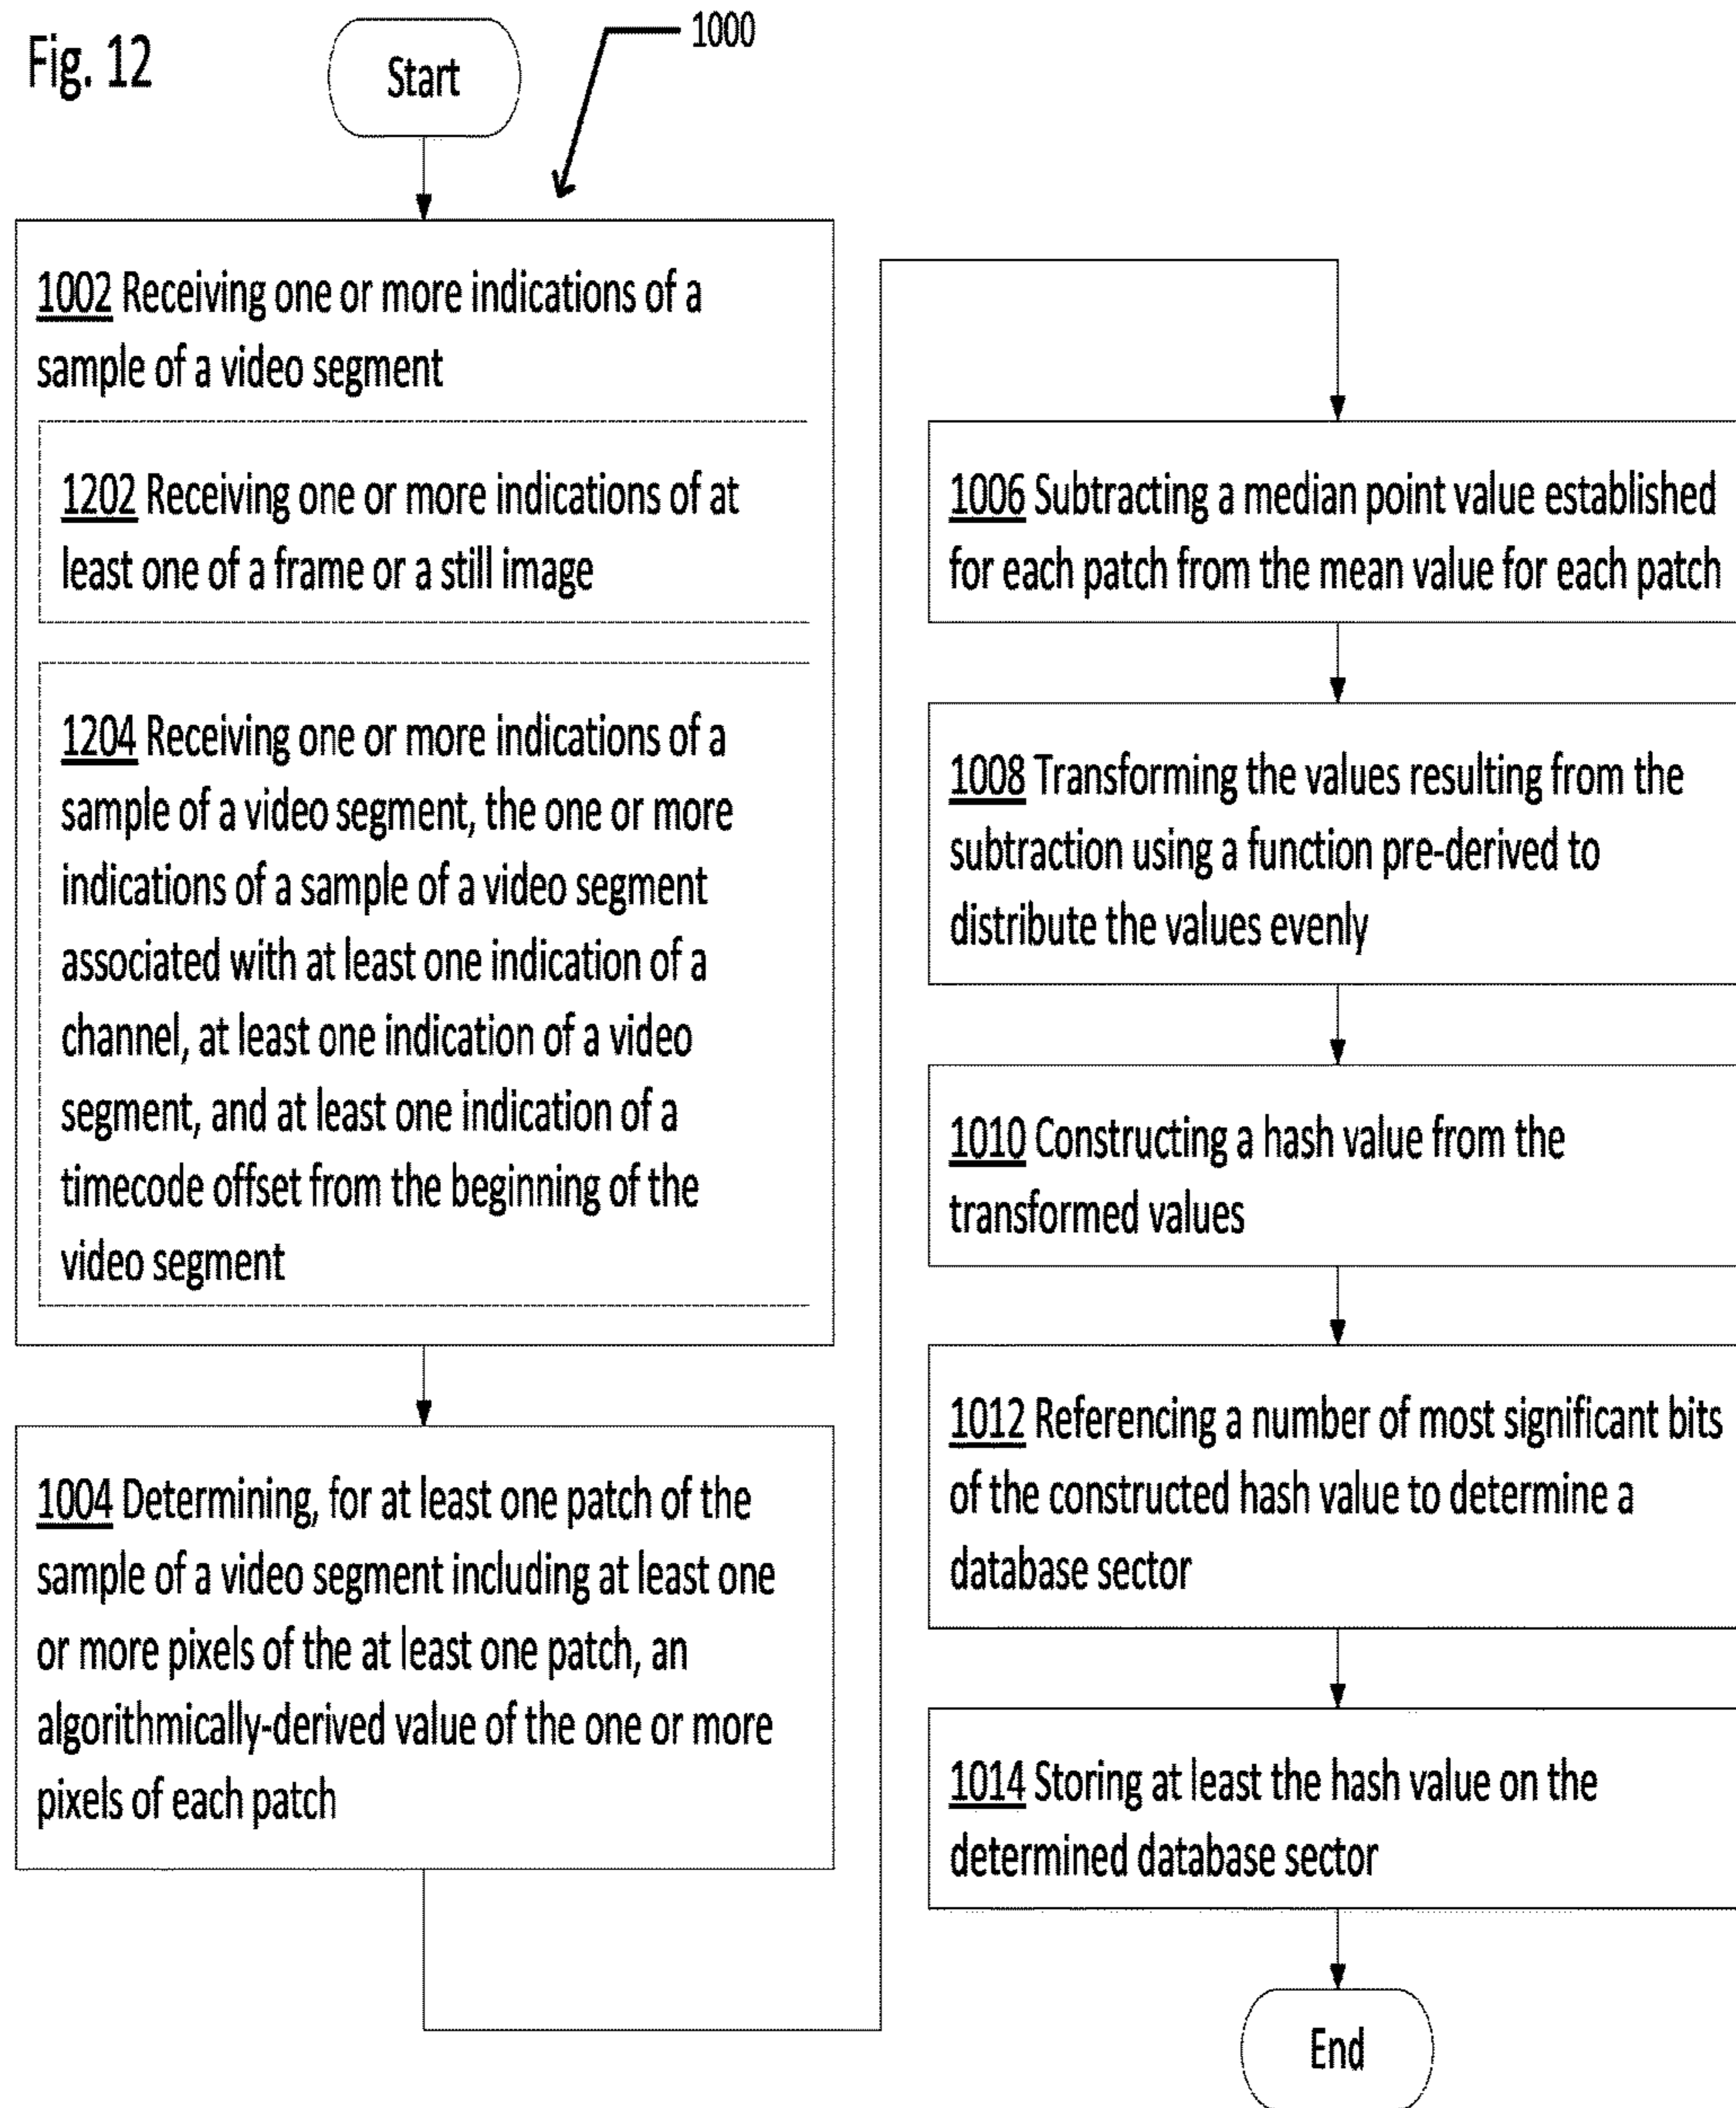 Fig. 12
Start
1000
1002 Receiving one or more indications of a
sample of a video segment
1202 Receiving one or more indications of at
least one of a frame or a still image
1204 Receiving one or more indications of a
sample of a video segment, the one or more
indications of a sample of a video segment
associated with at least one indication of a
channel, at least one indication of a video
segment, and at least one indication of a
timecode offset from the beginning of the
video segment
1004 Determining, for at least one patch of the
sample of a video segment including at least one
or more pixels of the at least one patch, an
algorithmically-derived value of the one or more
pixels of each patch
1006 Subtracting a median point value established
for each patch from the mean value for each patch
1008 Transforming the values resulting from the
subtraction using a function pre-derived to
distribute the values evenly
1010 Constructing a hash value from the
transformed values
1012 Referencing a number of most significant bits
of the constructed hash value to determine a
database sector
1014 Storing at least the hash value on the
determined database sector
End